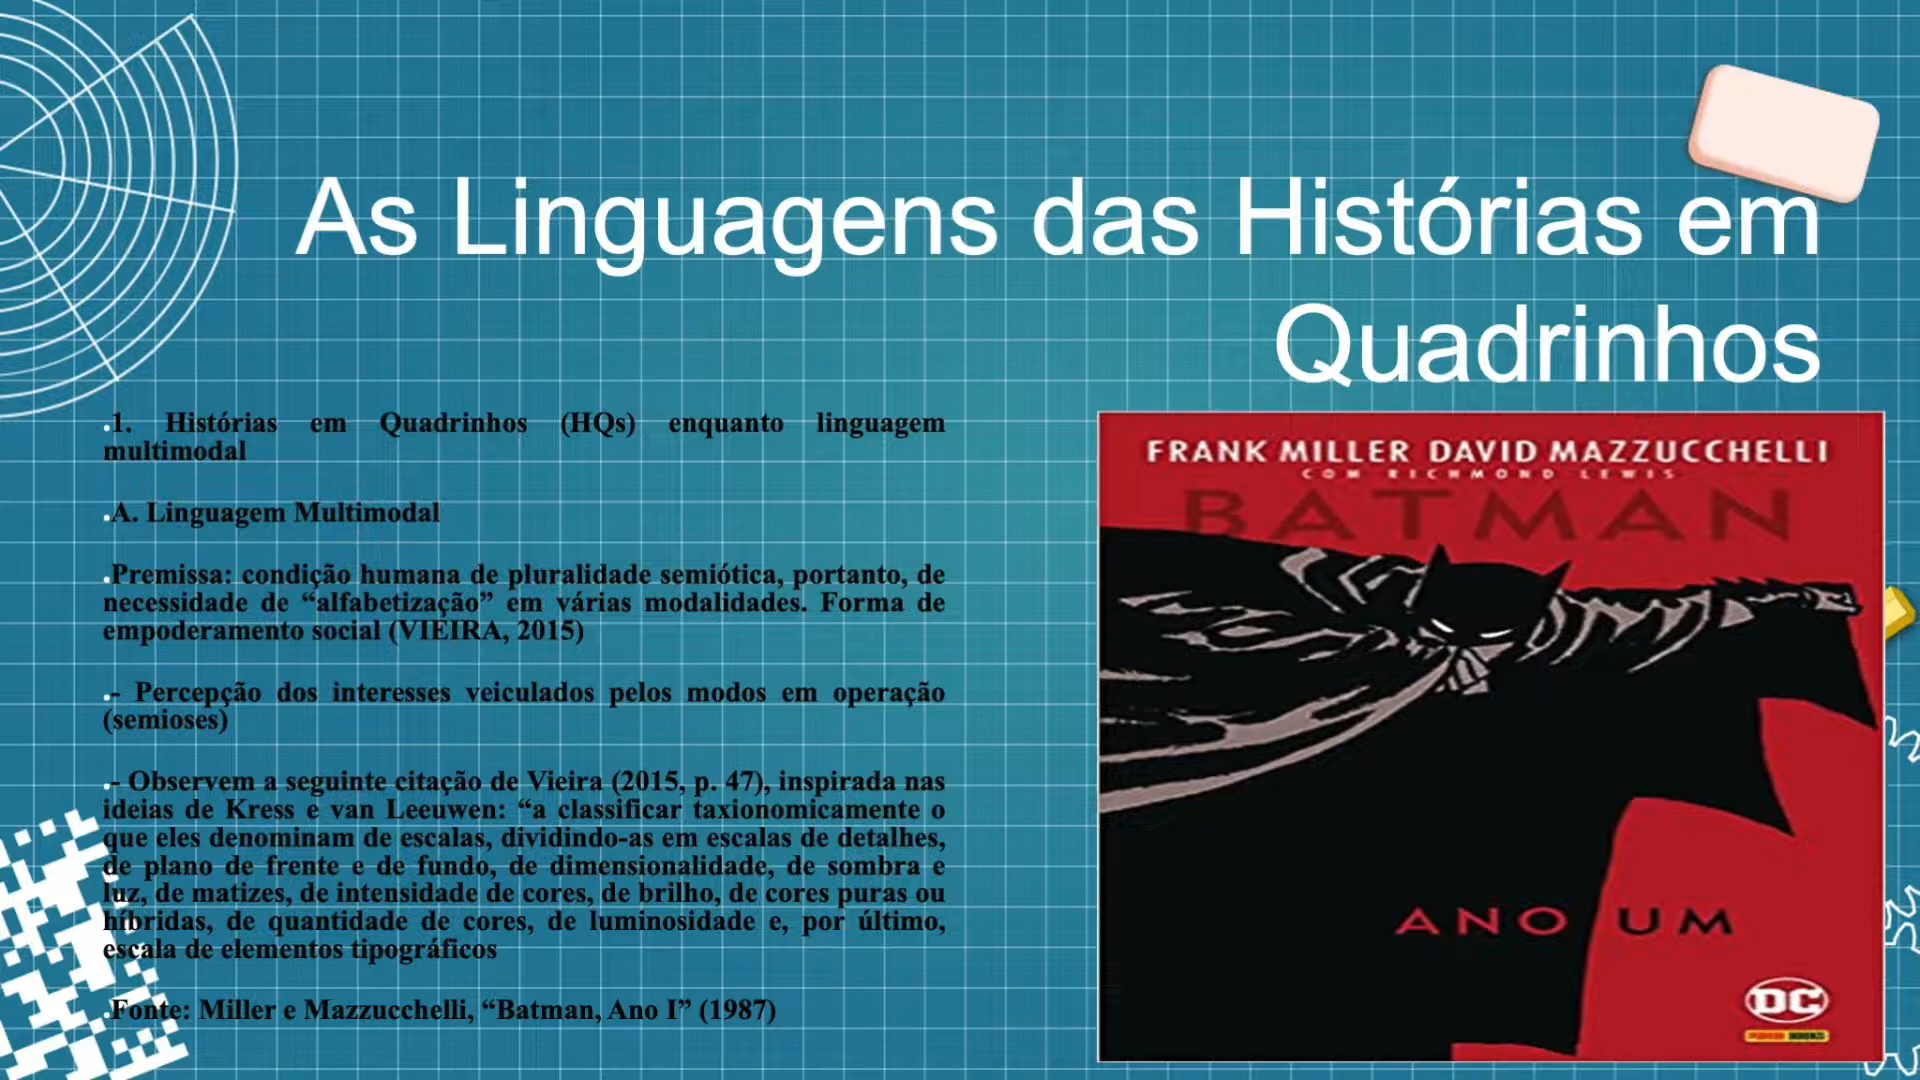 As Linguagens das Histórias em
Quadrinhos
.1. Histórias em Quadrinhos (HQs) enquanto linguagem
multimodal
.A. Linguagem Multimodal
.Premissa: condição humana de pluralidade semiótica, portanto, de
necessidade de “alfabetização” em várias modalidades. Forma de
empoderamento social (VIEIRA, 2015)
.- Percepção dos interesses veiculados pelos modos em operação
(semioses)
.- Observem a seguinte citação de Vieira (2015, p. 47), inspirada nas
ideias de Kress e van Leeuwen: “a classificar taxionomicamente o
que eles denominam de escalas, dividindo-as em escalas de detalhes,
de plano de frente e de fundo, de dimensionalidade, de sombra e
luz, de matizes, de intensidade de cores, de brilho, de cores puras ou
híbridas, de quantidade de cores, de luminosidade e, por último,
escala de elementos tipográficos
.Fonte: Miller e Mazzucchelli, “Batman, Ano I” (1987)
FRANK MILLER DAVID MAZZUCCHELLI
COM RICHMOND LEWIS
BATMAN
ANO UM
DC
PANINI BOOKS